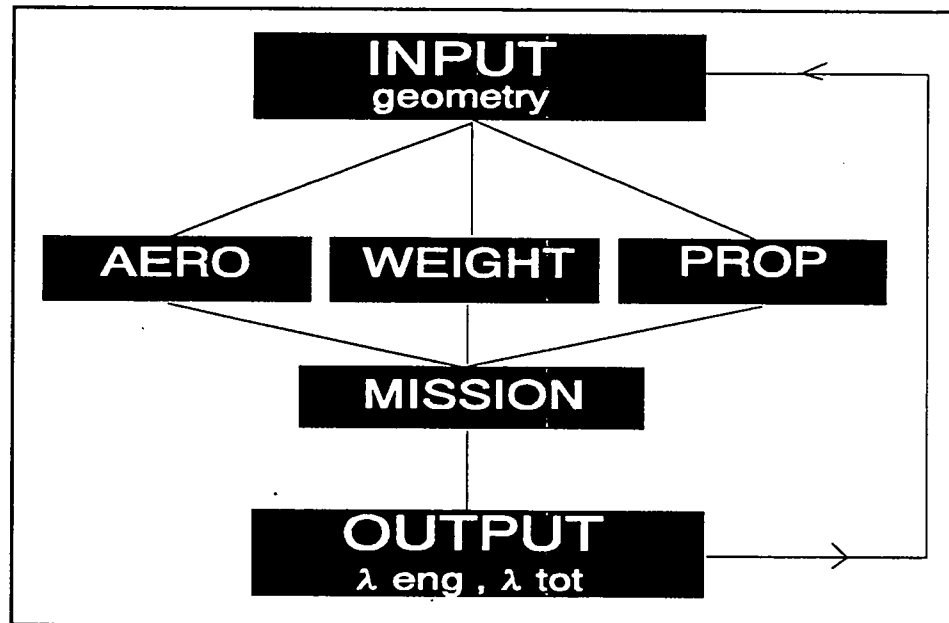 INPUT
geometry
AERO
WEIGHT
PROP
MISSION
OUTPUT
λ eng , λ tot